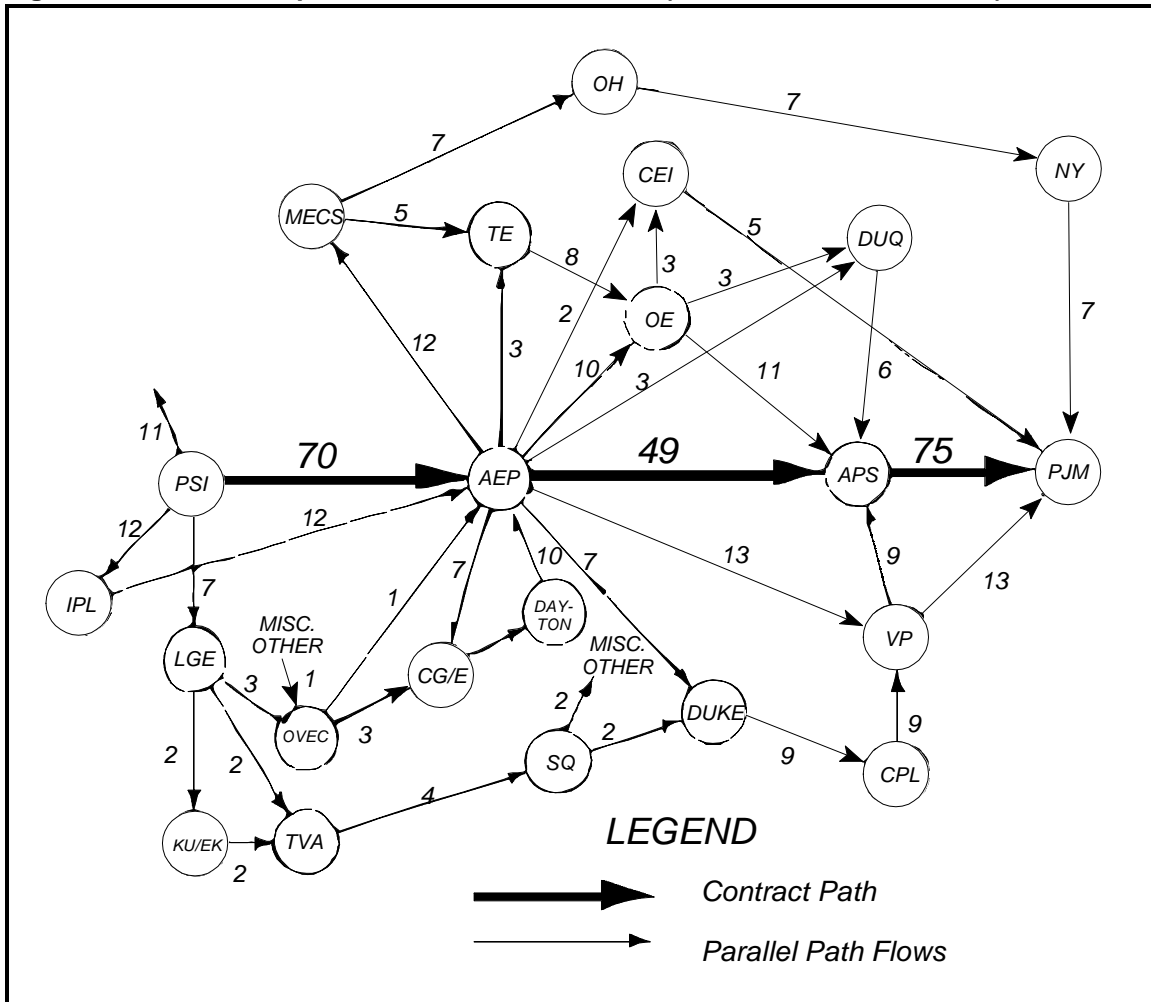 OH
7
NY
CEI
7
MECS
5
TE
5
DUQ
8
3
3
OE
2
12
3
10
3
11
6
7
11
70
49
75
PSI
AEP
APS
PJM
12
12
7
10
7
13
9
13
IPL
7
1
DAY-
TON
MISC.
OTHER
MISC.
OTHER
VP
LGE
3
1
CG/E
OVEC
3
2
2
DUKE
9
2
2
SQ
9
CPL
4
KU/EK
2
TVA
LEGEND
Contract Path
Parallel Path Flows